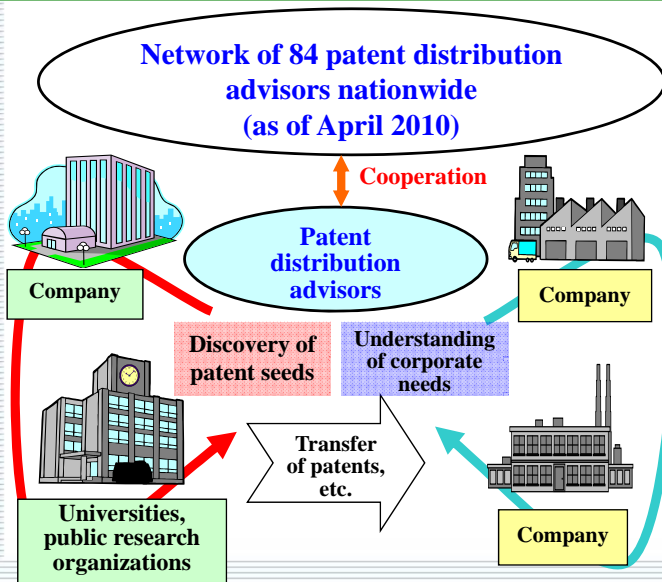 Network of 84 patent distribution
advisors nationwide
(as of April 2010)
Cooperation
Patent
distribution
advisors
Company
Company
Discovery of
patent seeds
Understanding
of corporate
needs
Transfer
of patents,
etc.
Universities,
public research
organizations
Company